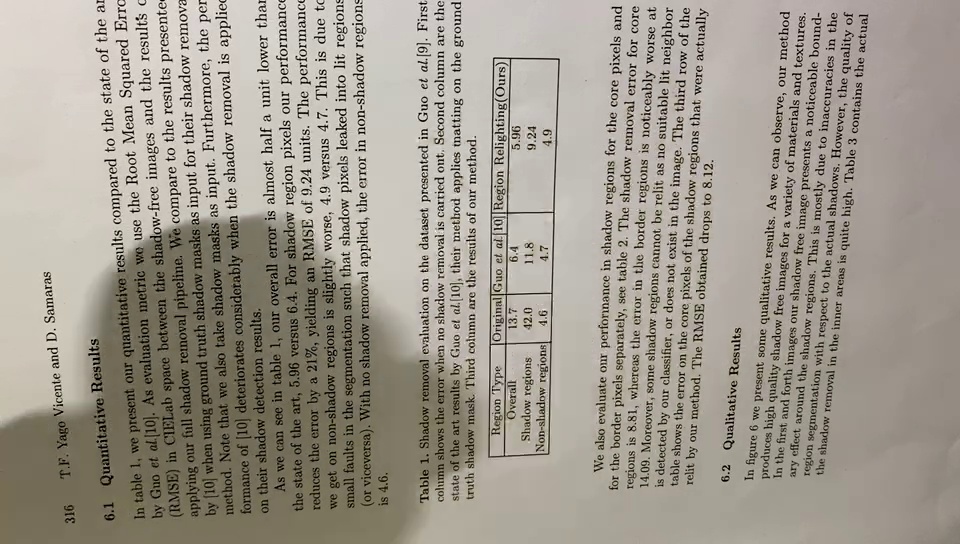 316 T.F. Yago Vicente and D. Samaras
6.1 Quantitative Results
In table 1, we present our quantitative results compared to the state of the ar
by Guo et al.[10]. As evaluation metric we use the Root Mean Squared Erro
(RMSE) in CIELab space between the shadow-free images and the results o
applying our full shadow removal pipeline. We compare to the results presented
by [10] when using ground truth shadow masks as input for their shadow remova
method. Note that we also take shadow masks as input. Furthermore, the per
formance of [10] deteriorates considerably when the shadow removal is applied
on their shadow detection results.
As we can see in table 1, our overall error is almost half a unit lower than
the state of the art, 5.96 versus 6.4. For shadow region pixels our performance
reduces the error by a 21%, yielding an RMSE of 9.24 units. The performance
we get on non-shadow regions is slightly worse, 4.9 versus 4.7. This is due to
small faults in the segmentation such that shadow pixels leaked into lit regions
(or viceversa). With no shadow removal applied, the error in non-shadow regions
is 4.6.
Table 1. Shadow removal evaluation on the dataset presented in Guo et al.[9]. First
column shows the error when no shadow removal is caried out. Second column are the
state of the art results by Guo et al.[10], their method applies matting on the ground
truth shadow mask. Third column are the results of our method.
Region Type Original Guo et al. [10] Region Relighting(Ours)
Overall 13.7 6.4 5.96
Shadow regions 42.0 11.8 9.24
Non-shadow regions 4.6 4.7 4.9
We also evaluate our performance in shadow regions for the core pixels and
for the border pixels separately, see table 2. The shadow removal error for core
regions is 8.81, whereas the error in the border regions is noticeably worse at
14.09. Moreover, some shadow regions cannot be relit as no suitable lit neighbor
is detected by our classifier, or does not exist in the image. The third row of the
table shows the error on the core pixels of the shadow regions that were actually
relit by our method. The RMSE obtained drops to 8.12.
6.2 Qualitative Results
In figure 6 we present some qualitative results. As we can observe, our method
produces high quality shadow free images for a variety of materials and textures.
In the first and forth images our shadow free image presents a noticeable bound-
ary effect around the shadow regions. This is mostly due to inaccuracies in the
region segmentation with respect to the actual shadows. However, the quality of
the shadow removal in the inner areas is quite high. Table 3 contains the actual